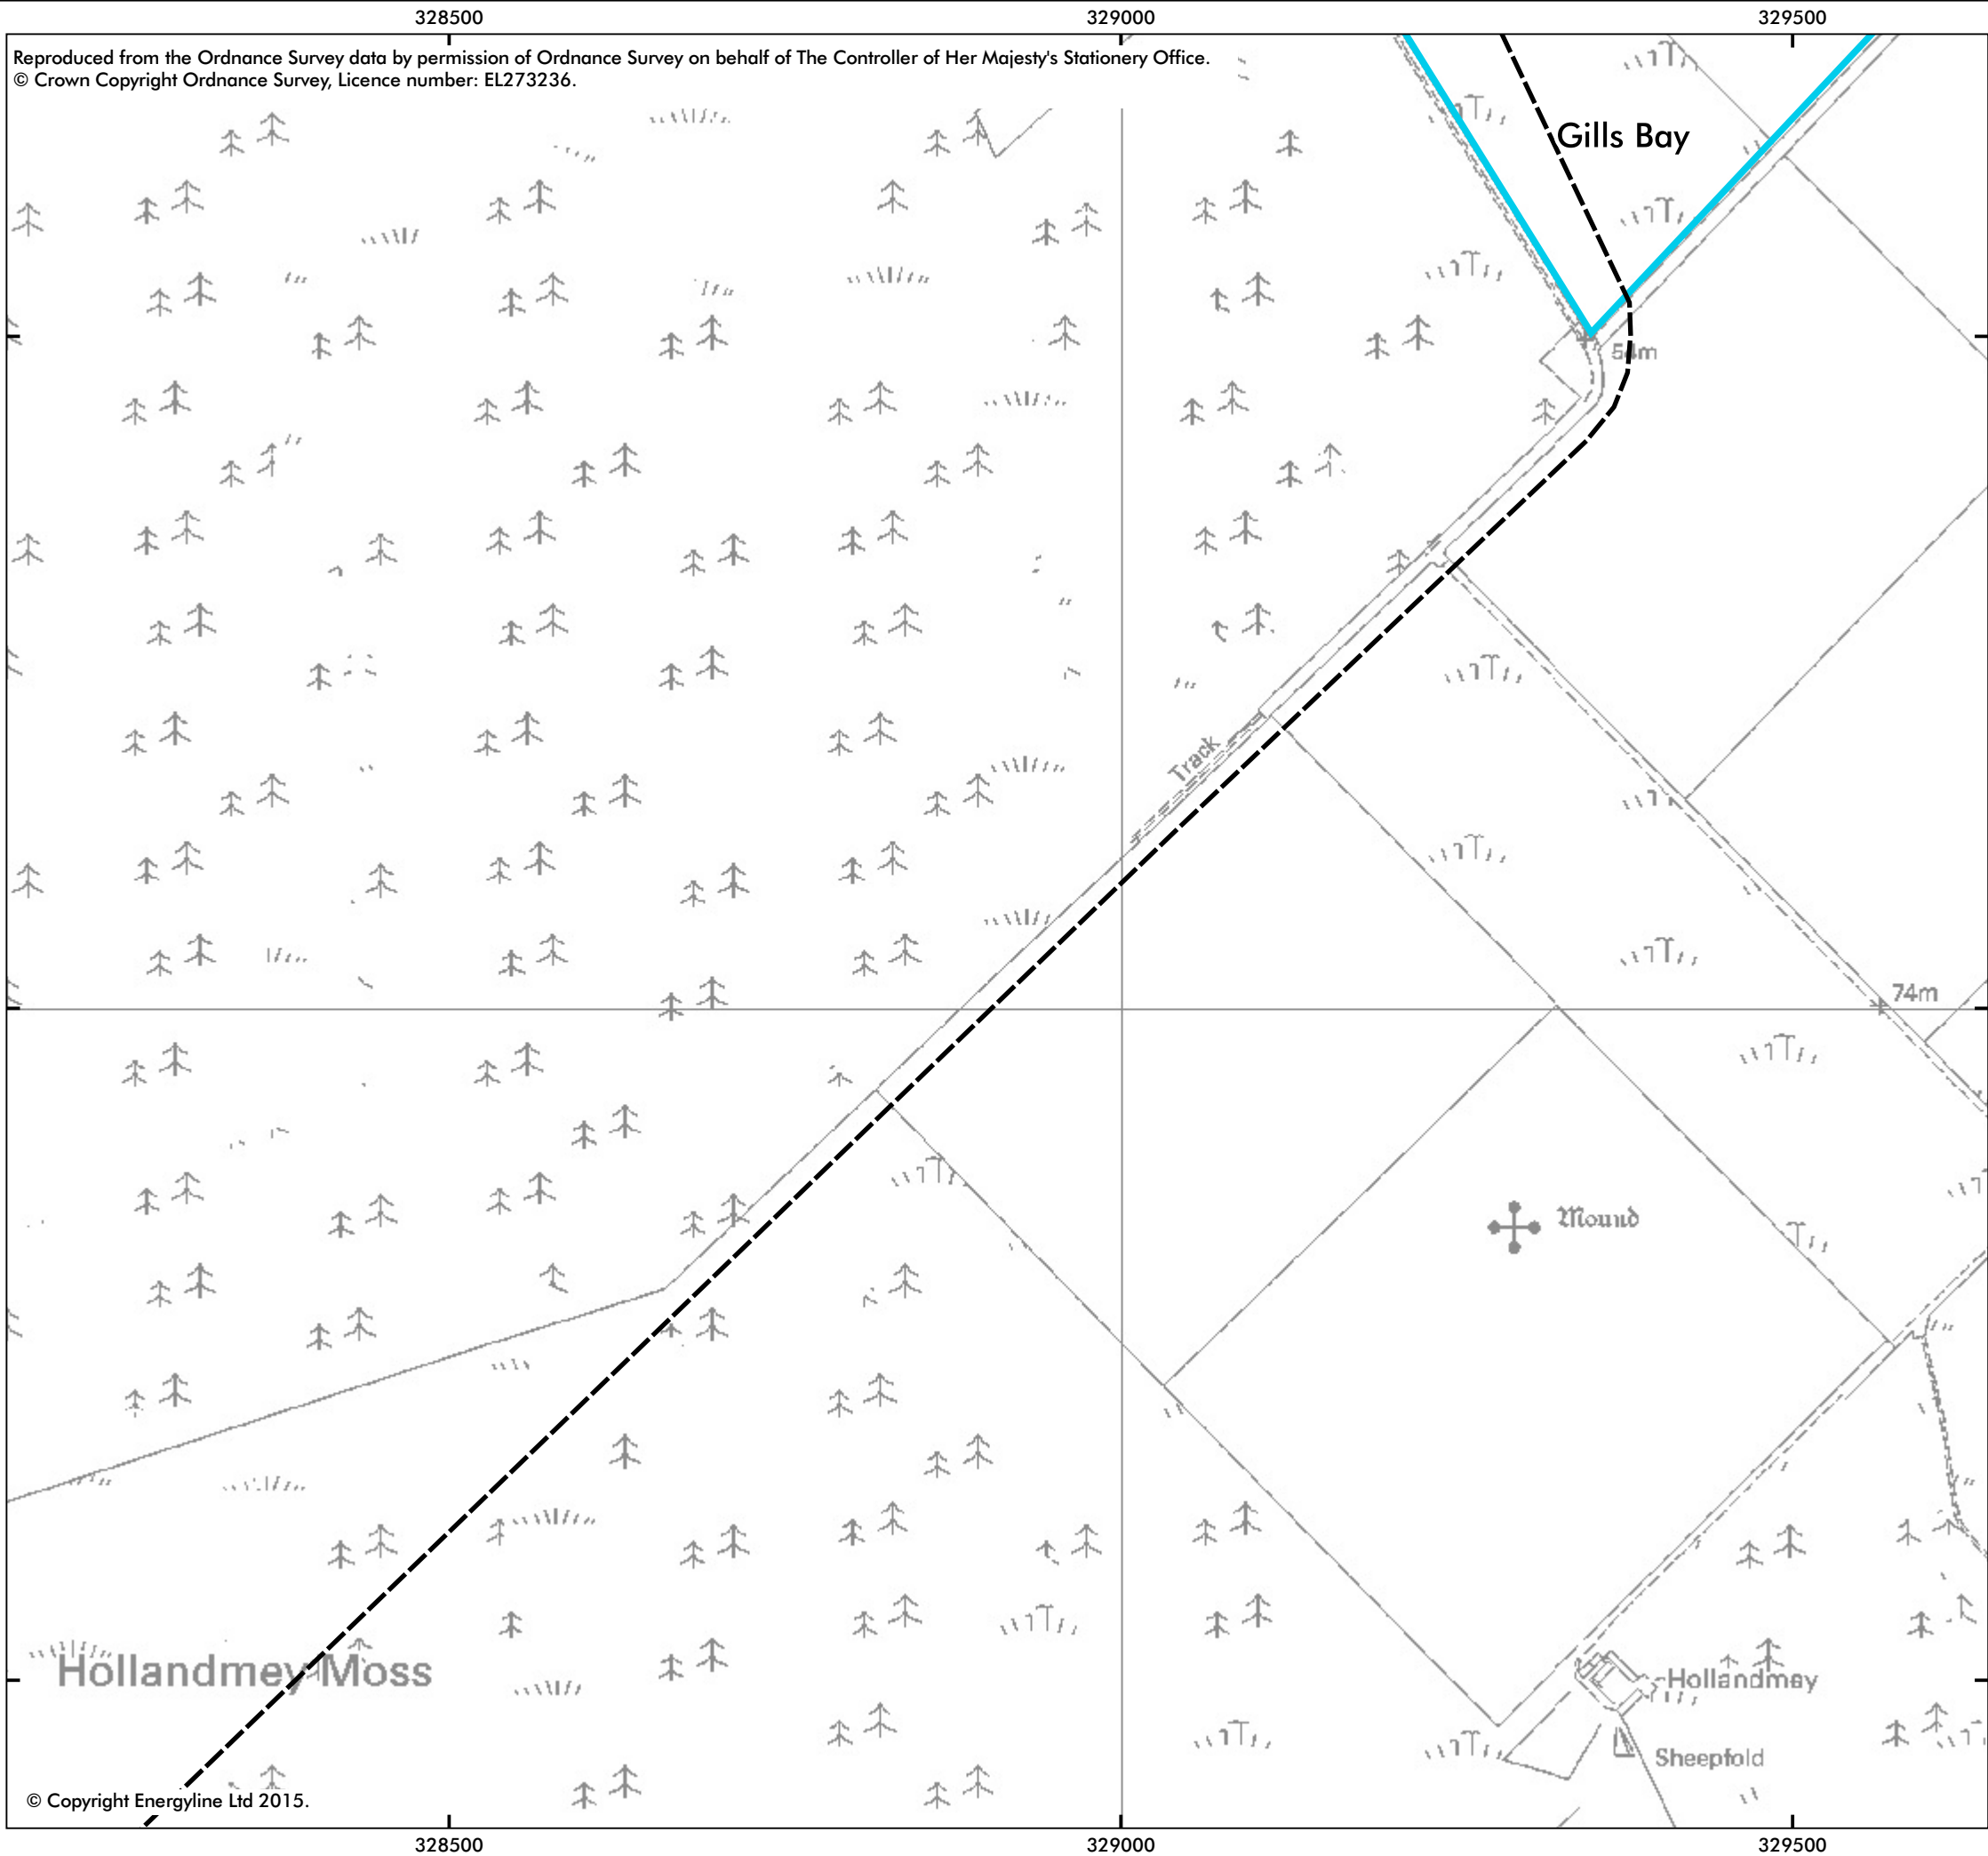 328500
329000
329500
Reproduced from the Ordnance Survey data by permission of Ordnance Survey on behalf of The Controller of Her Majesty's Stationery Office.
© Crown Copyright Ordnance Survey, Licence number: EL273236.
Gills Bay
54m
Track
74m
Mound
Hollandmey Moss
Hollandmey
Sheepfold
© Copyright Energyline Ltd 2015.
328500
329000
329500